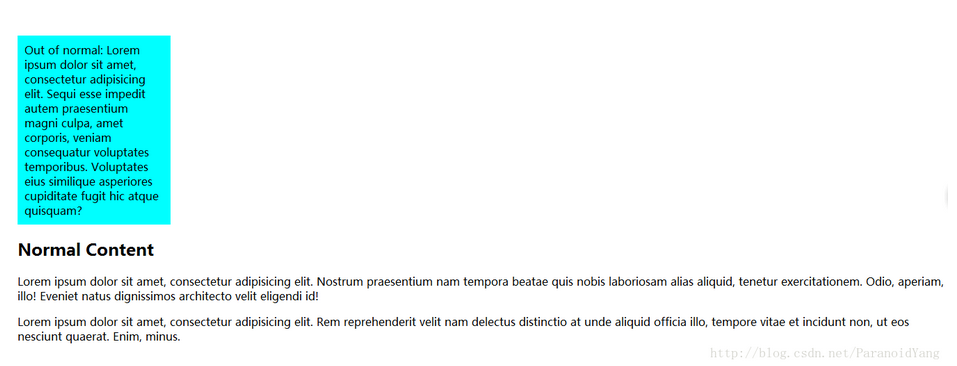 Out of normal: Lorem
ipsum dolor sit amet,
consectetur adipisicing
elit. Sequi esse impedit
autem praesentium
magni culpa, amet
corporis, veniam
consequatur voluptates
temporibus. Voluptates
eius similique asperiores
cupiditate fugit hic atque
quisquam?
Normal Content
Lorem ipsum dolor sit amet, consectetur adipisicing elit. Nostrum praesentium nam tempora beatae quis nobis laboriosam alias aliquid, tenetur exercitationem. Odio, aperiam,
illo! Eveniet natus dignissimos architecto velit eligendi id!
Lorem ipsum dolor sit amet, consectetur adipisicing elit. Rem reprehenderit velit nam delectus distinctio at unde aliquid officia illo, tempore vitae et incidunt non, ut eos
nesciunt quaerat. Enim, minus.
http://blog.csdn.net/ParanoidYang